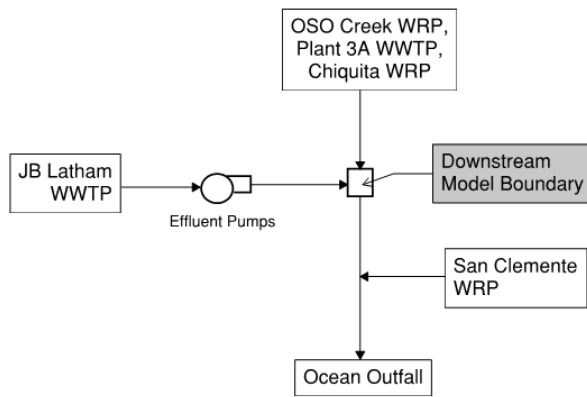 OSO Creek WRP,
Plant 3A WWTP,
Chiquita WRP
JB Latham
WWTP
Effluent Pumps
Downstream
Model Boundary
San Clemente
WRP
Ocean Outfall